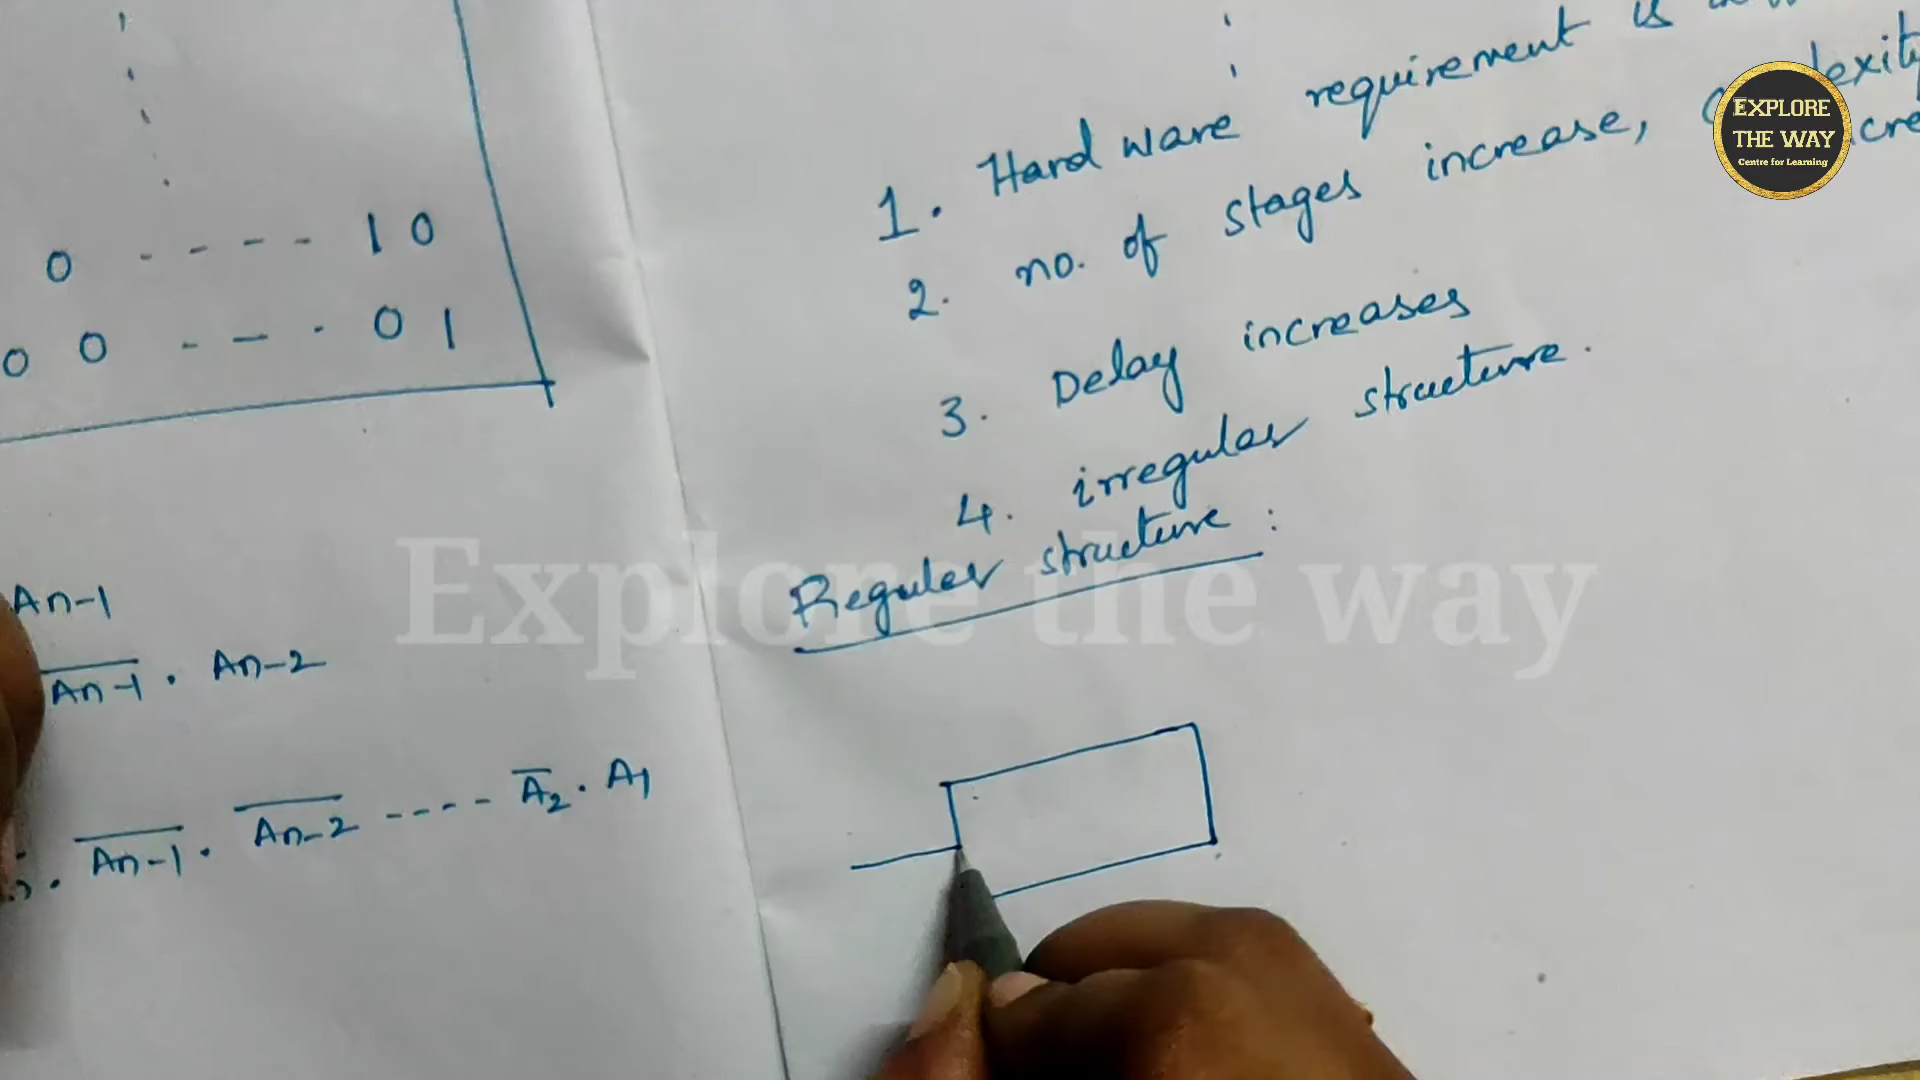 0 - - - - 1 0
0 0 - - - 0 1
An-1
An-1 . An-2
An-1 . An-2 - - - - A2 . A1
1. Hardware requirement is
2. no. of stages increase,
3. Delay increases
4. irregular structure.
Regular structure :
EXPLORE
THE WAY
Centre for Learning
Explore the way